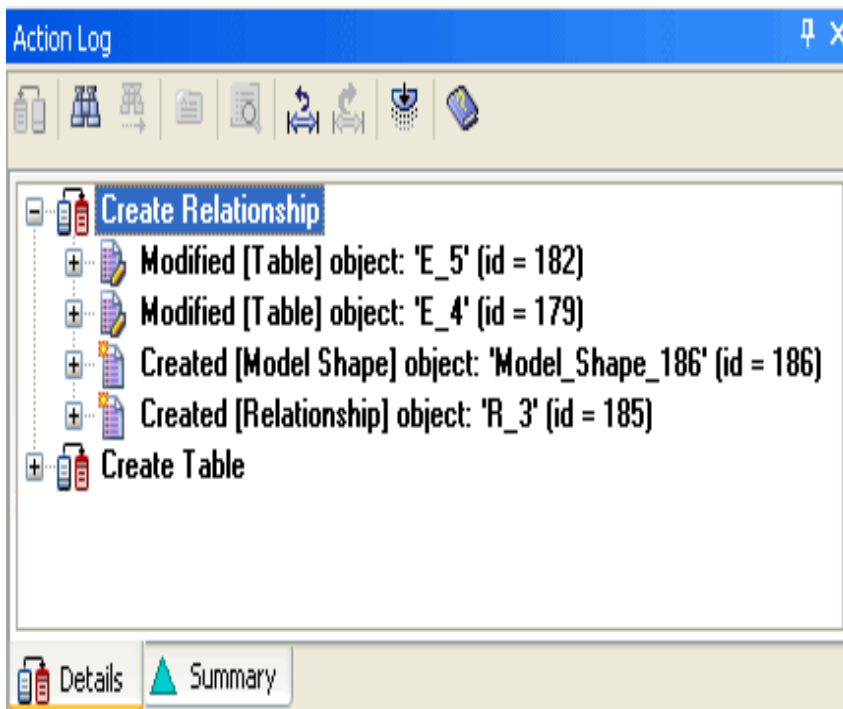 Action Log
Create Relationship
Modified [Table] object: 'E_5' (id = 182)
Modified [Table] object: 'E_4' (id = 179)
Created [Model Shape] object: 'Model_Shape_186' (id = 186)
Created [Relationship] object: 'R_3' (id = 185)
Create Table
Details
Summary